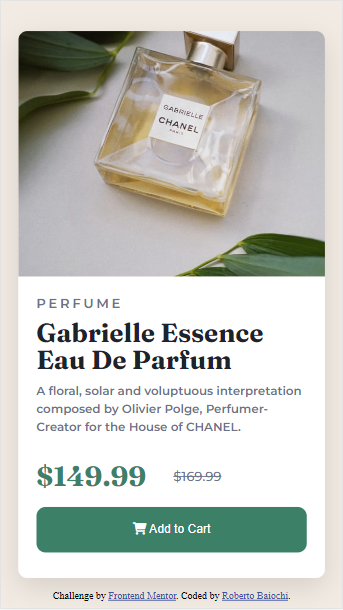 GABRIELLE
CHANEL
PARIS
PERFUME
Gabrielle Essence
Eau De Parfum
A floral, solar and voluptuous interpretation
composed by Olivier Polge, Perfumer-
Creator for the House of CHANEL.
$149.99 $169.99
Add to Cart
Challenge by Frontend Mentor. Coded by Roberto Baiochi.